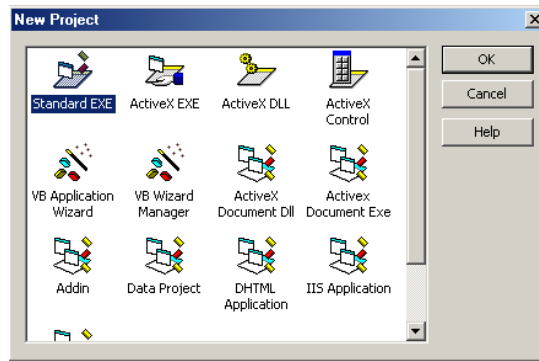 New Project
Standard EXE
ActiveX EXE
ActiveX DLL
ActiveX
Control
VB Application
Wizard
VB Wizard
Manager
ActiveX
Document Dll
Activex
Document Exe
Addin
Data Project
DHTML
Application
IIS Application
OK
Cancel
Help